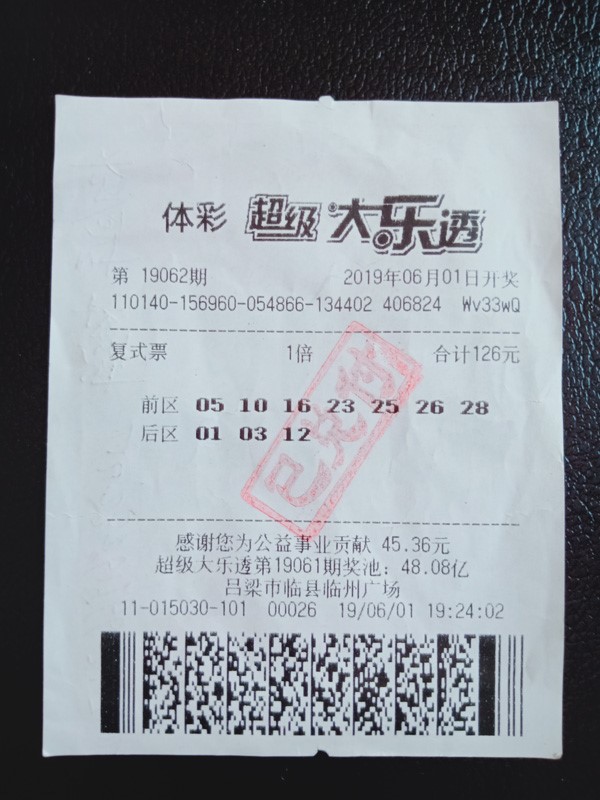 体彩 超级大乐透
第 19062期 2019年06月01日开奖
110140-156960-054866-134402 406824 Wv33wQ
复式票 1倍 合计126元
前区 05 10 16 23 25 26 28
后区 01 03 12
已兑付
感谢您为公益事业贡献 45.36元
超级大乐透第19061期奖池：48.08亿
吕梁市临县临州广场
11-015030-101 00026 19/06/01 19:24:02